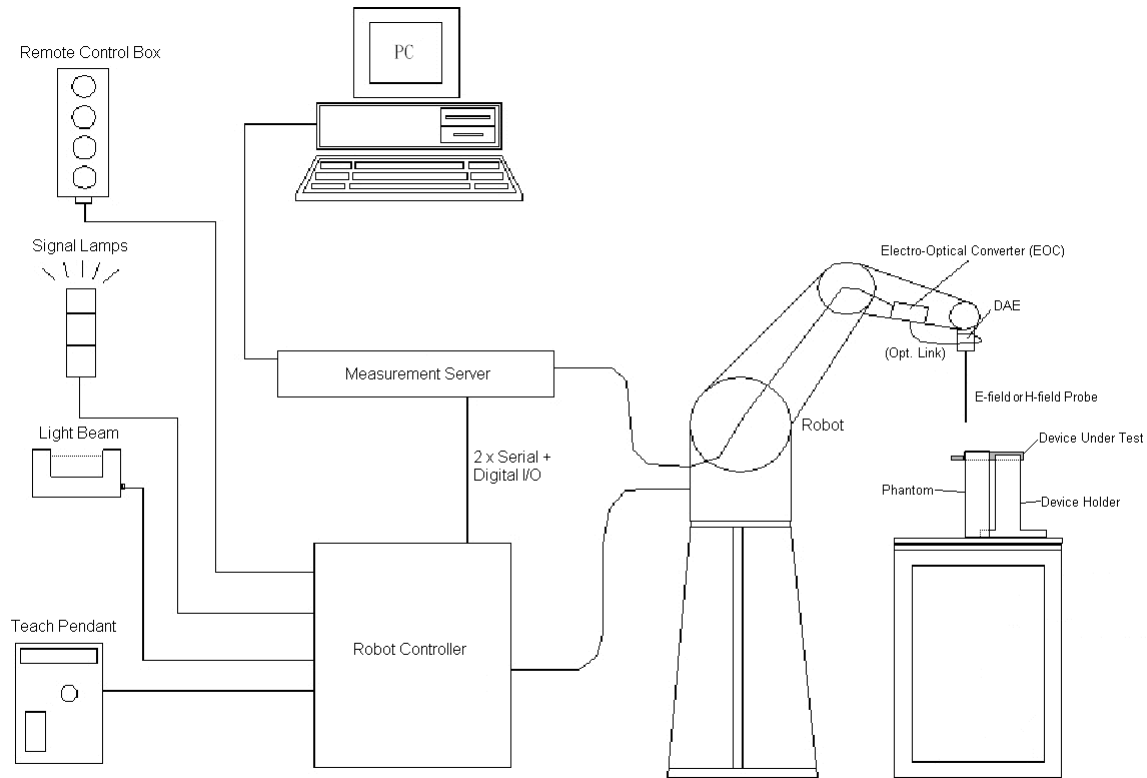 Remote Control Box
PC
Signal Lamps
Electro-Optical Converter (EOC)
DAE
(Opt. Link)
Measurement Server
E-field or H-field Probe
Robot
Light Beam
Device Under Test
2 x Serial +
Digital I/O
Phantom
Device Holder
Teach Pendant
Robot Controller